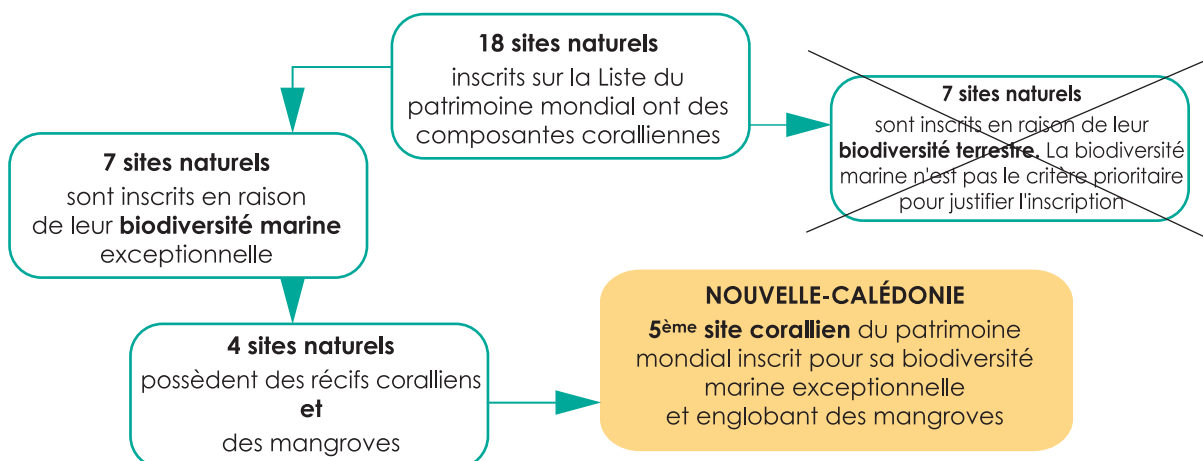 18 sites naturels
inscrits sur la Liste du
patrimoine mondial ont des
composantes coralliennes
7 sites naturels
sont inscrits en raison de leur
biodiversité terrestre. La biodiversité
marine n'est pas le critère prioritaire
pour justifier l'inscription
7 sites naturels
sont inscrits en raison
de leur biodiversité marine
exceptionnelle
4 sites naturels
possèdent des récifs coralliens
et
des mangroves
NOUVELLE-CALÉDONIE
5ème site corallien du patrimoine
mondial inscrit pour sa biodiversité
marine exceptionnelle
et englobant des mangroves